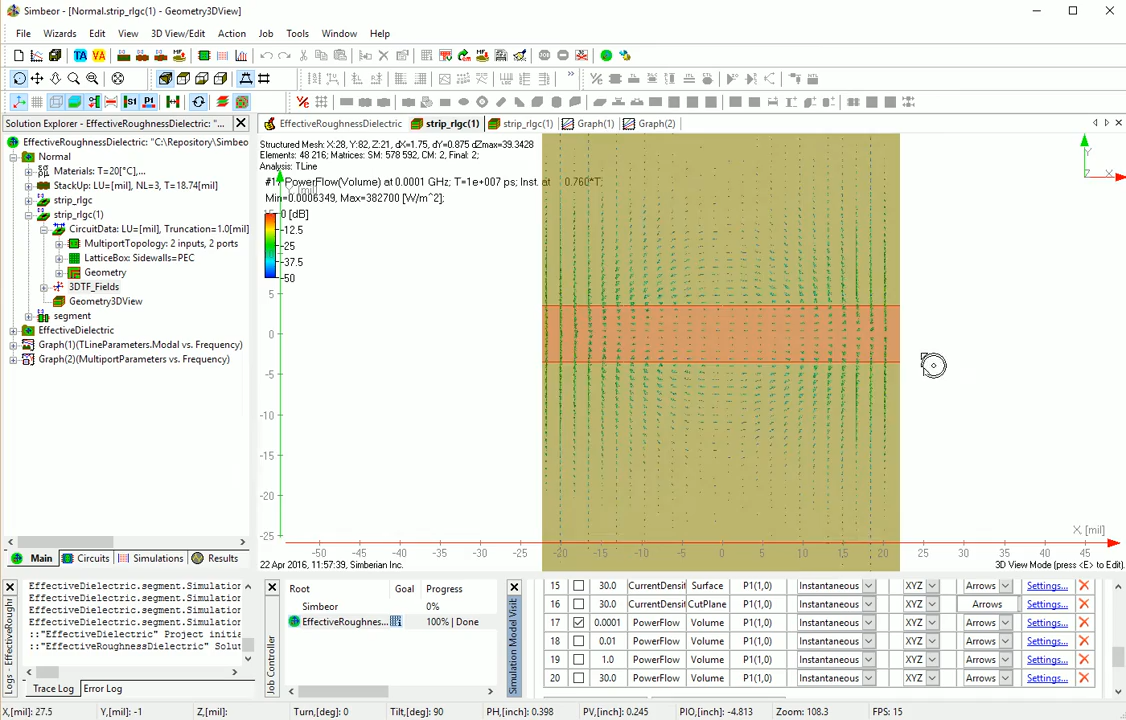 Simbeor - [Normal.strip_rlgc(1) - Geometry3DView]
File Wizards Edit View 3D View/Edit Action Job Tools Window Help
Solution Explorer - EffectiveRoughnessDielectric: "...
EffectiveRoughnessDielectric
strip_rlgc(1)
strip_rlgc(1)
Graph(1)
Graph(2)
EffectiveRoughnessDielectric: "C:\Repository\Simbeo
Normal
Materials: T=20[°C],...
StackUp: LU=[mil], NL=3, T=18.74[mil]
strip_rlgc
strip_rlgc(1)
CircuitData: LU=[mil], Truncation=1.0[mil]
MultiportTopology: 2 inputs, 2 ports
LatticeBox: Sidewalls=PEC
Geometry
3DTF_Fields
Geometry3DView
segment
EffectiveDielectric
Graph(1)(TLineParameters.Modal vs. Frequency)
Graph(2)(MultiportParameters vs. Frequency)
Main Circuits Simulations Results
Structured Mesh: X:28, Y:82, Z:21, dX=1.75, dY=0.875 dZmax=39.3428
Elements: 48 216; Matrices: SM: 578 592, CM: 2, Final: 2;
Analysis: TLine
#17 PowerFlow(Volume) at 0.0001 GHz; T=1e+007 ps; Inst. at 0.760*T;
Y [mil]
Min=0.0006349, Max=382700 [W/m^2];
0 [dB]
-12.5
-25
-37.5
-50
5
0
-5
-10
-15
-20
-25
X [mil]
-50 -45 -40 -35 -30 -25 -20 -15 -10 -5 0 5 10 15 20 25 30 35 40 45
22 Apr 2016, 11:57:39, Simberian Inc.
3D View Mode (press <E> to Edit).
Y
Z X
Logs - EffectiveRoughn
EffectiveDielectric.segment.Simulation
EffectiveDielectric.segment.Simulation
EffectiveDielectric.segment.Simulation
EffectiveDielectric.segment.Simulation
::"EffectiveDielectric" Project initia
::"EffectiveRoughnessDielectric" Solut
Trace Log Error Log
Job Controller
Root Goal Progress
Simbeor 0%
EffectiveRoughnes... 100% | Done
Simulation Model Visib
15 30.0 CurrentDensit Surface P1(1,0) Instantaneous XYZ Arrows Settings...
16 30.0 CurrentDensit CutPlane P1(1,0) Instantaneous XYZ Arrows Settings...
17 0.0001 PowerFlow Volume P1(1,0) Instantaneous XYZ Arrows Settings...
18 0.01 PowerFlow Volume P1(1,0) Instantaneous XYZ Arrows Settings...
19 1.0 PowerFlow Volume P1(1,0) Instantaneous XYZ Arrows Settings...
20 30.0 PowerFlow Volume P1(1,0) Instantaneous XYZ Arrows Settings...
X,[mil]: 27.5 Y,[mil]: -1 Z,[mil]: Turn,[deg]: 0 Tilt,[deg]: 90 PH,[inch]: 0.398 PV,[inch]: 0.245 PIO,[inch]: -4.813 Zoom: 108.3 FPS: 15